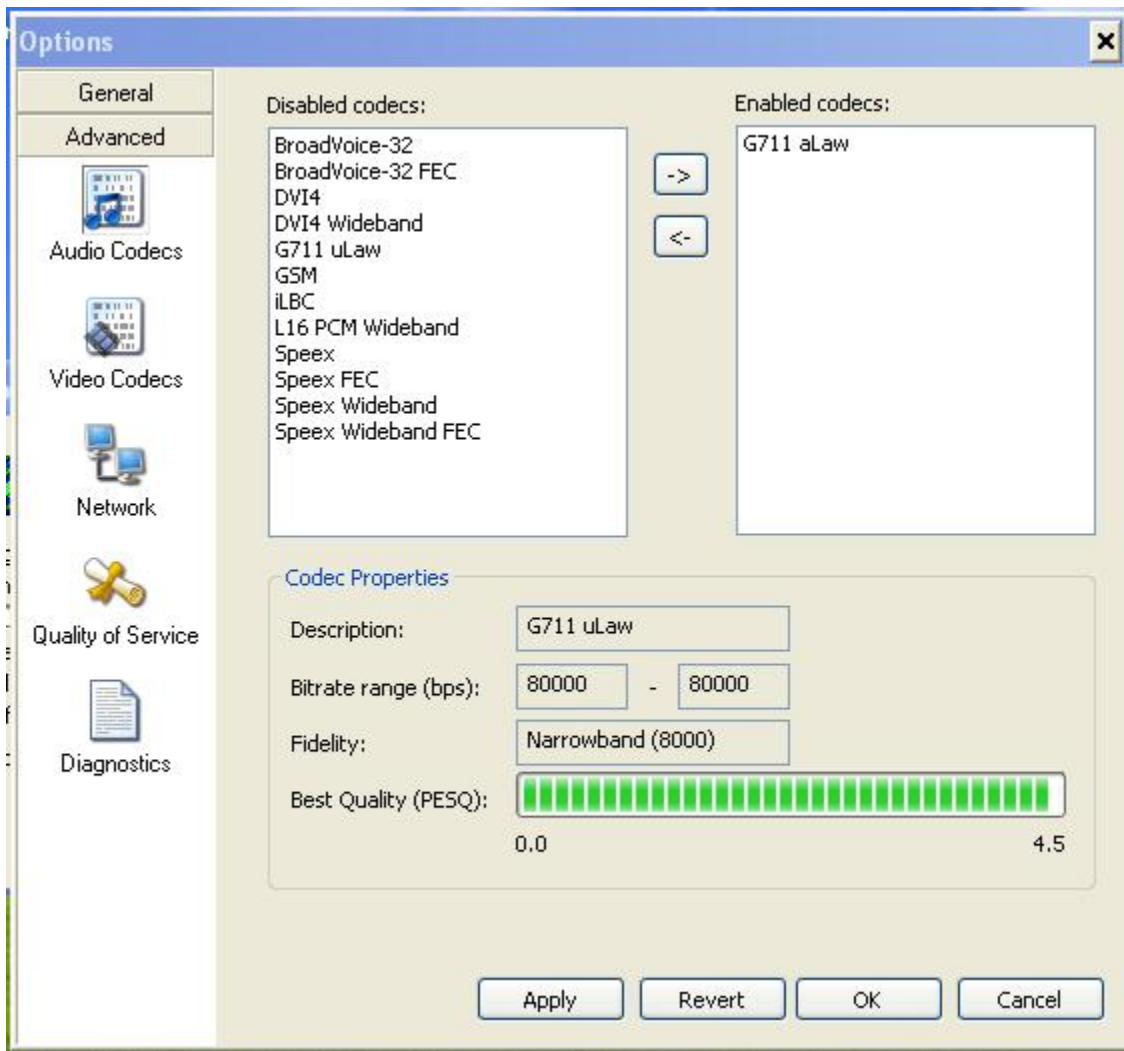 Options
General
Advanced
Audio Codecs
Video Codecs
Network
Quality of Service
Diagnostics
Disabled codecs:
BroadVoice-32
BroadVoice-32 FEC
DVI4
DVI4 Wideband
G711 uLaw
GSM
iLBC
L16 PCM Wideband
Speex
Speex FEC
Speex Wideband
Speex Wideband FEC
->
<-
Enabled codecs:
G711 aLaw
Codec Properties
Description: G711 uLaw
Bitrate range (bps): 80000 - 80000
Fidelity: Narrowband (8000)
Best Quality (PESQ):
0.0 4.5
Apply Revert OK Cancel